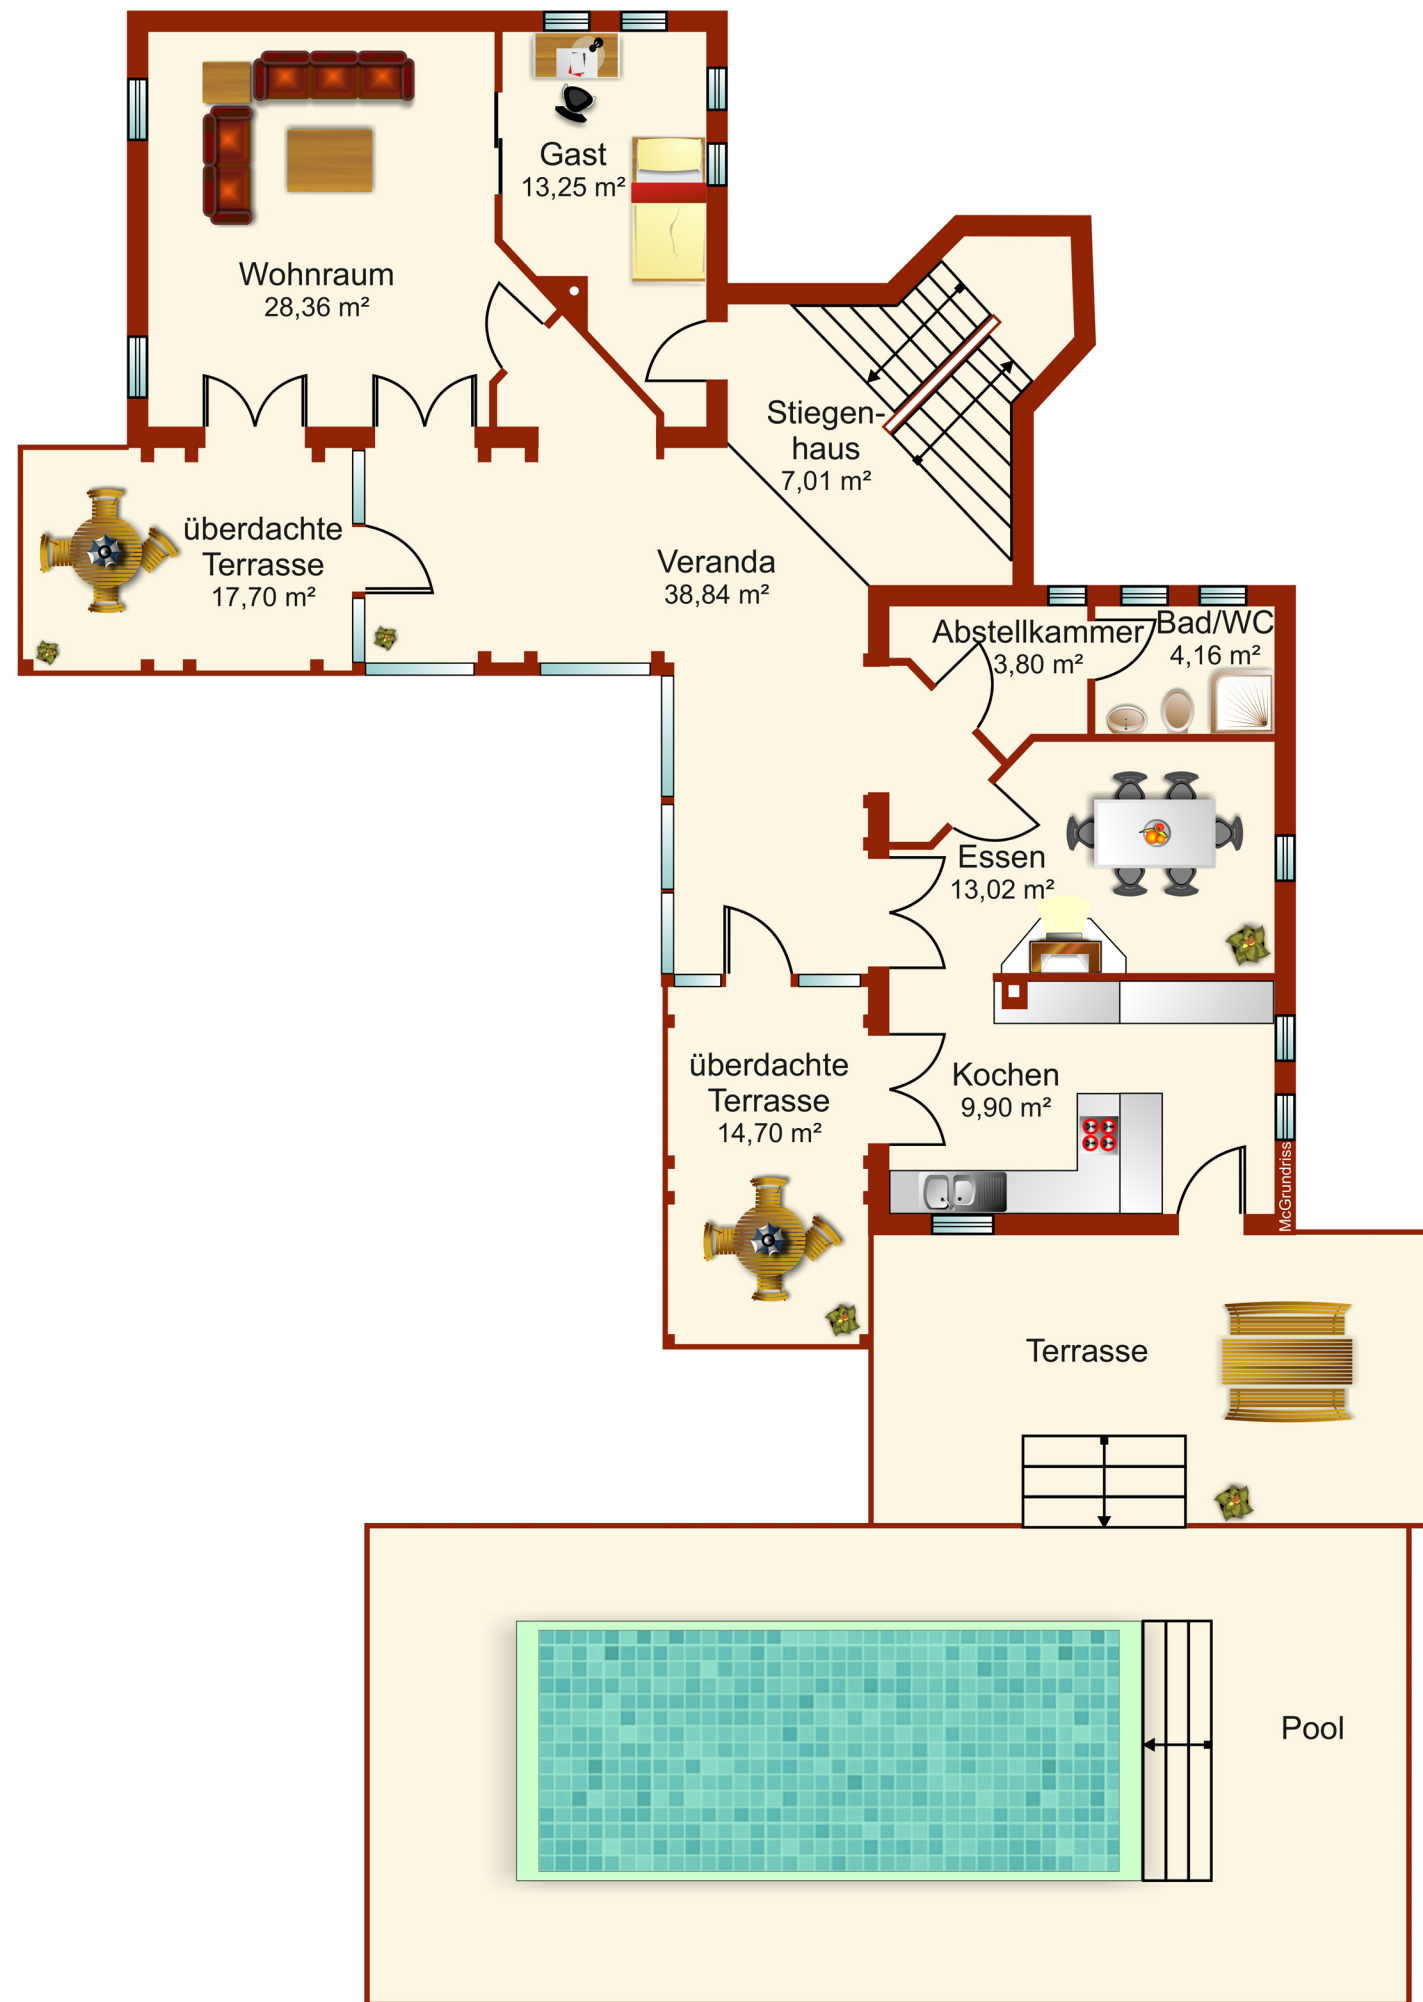 Gast
13,25 m²
Wohnraum
28,36 m²
Stiegen-
haus
7,01 m²
überdachte
Terrasse
17,70 m²
Veranda
38,84 m²
Abstellkammer
3,80 m²
Bad/WC
4,16 m²
Essen
13,02 m²
überdachte
Terrasse
14,70 m²
Kochen
9,90 m²
McGrundriss
Terrasse
Pool